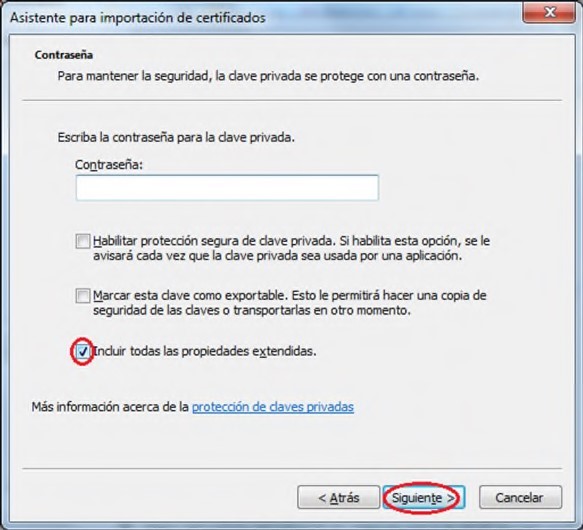 Asistente para importación de certificados
Contraseña
Para mantener la seguridad, la clave privada se protege con una contraseña.
Escriba la contraseña para la clave privada.
Contraseña:
Habilitar protección segura de clave privada. Si habilita esta opción, se le
avisará cada vez que la clave privada sea usada por una aplicación.
Marcar esta clave como exportable. Esto le permitirá hacer una copia de
seguridad de las claves o transportarlas en otro momento.
Incluir todas las propiedades extendidas.
Más información acerca de la protección de claves privadas
< Atrás Siguiente > Cancelar